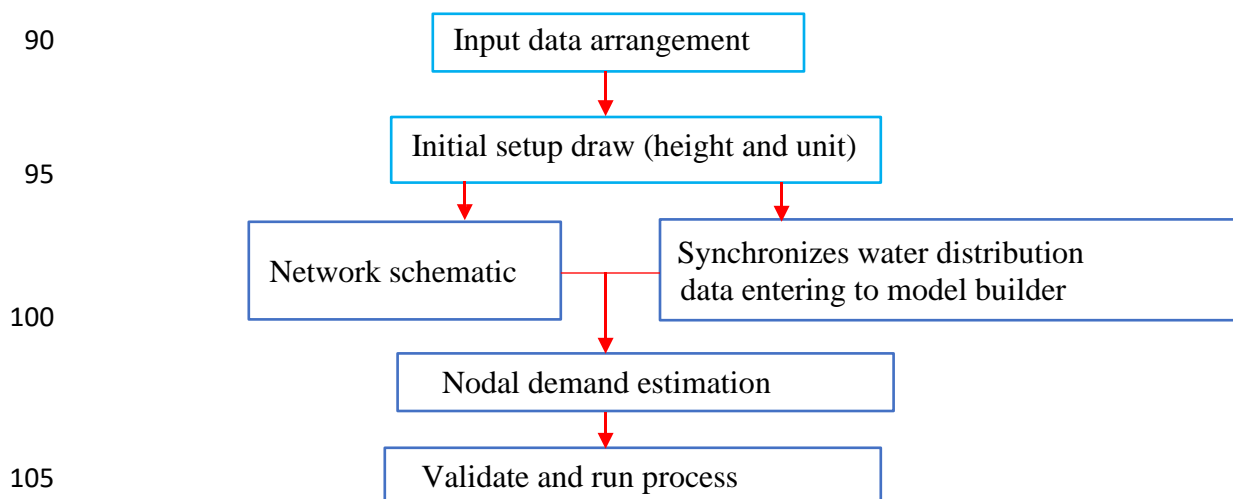 90
Input data arrangement
Initial setup draw (height and unit)
95
Network schematic
Synchronizes water distribution
data entering to model builder
100
Nodal demand estimation
105
Validate and run process